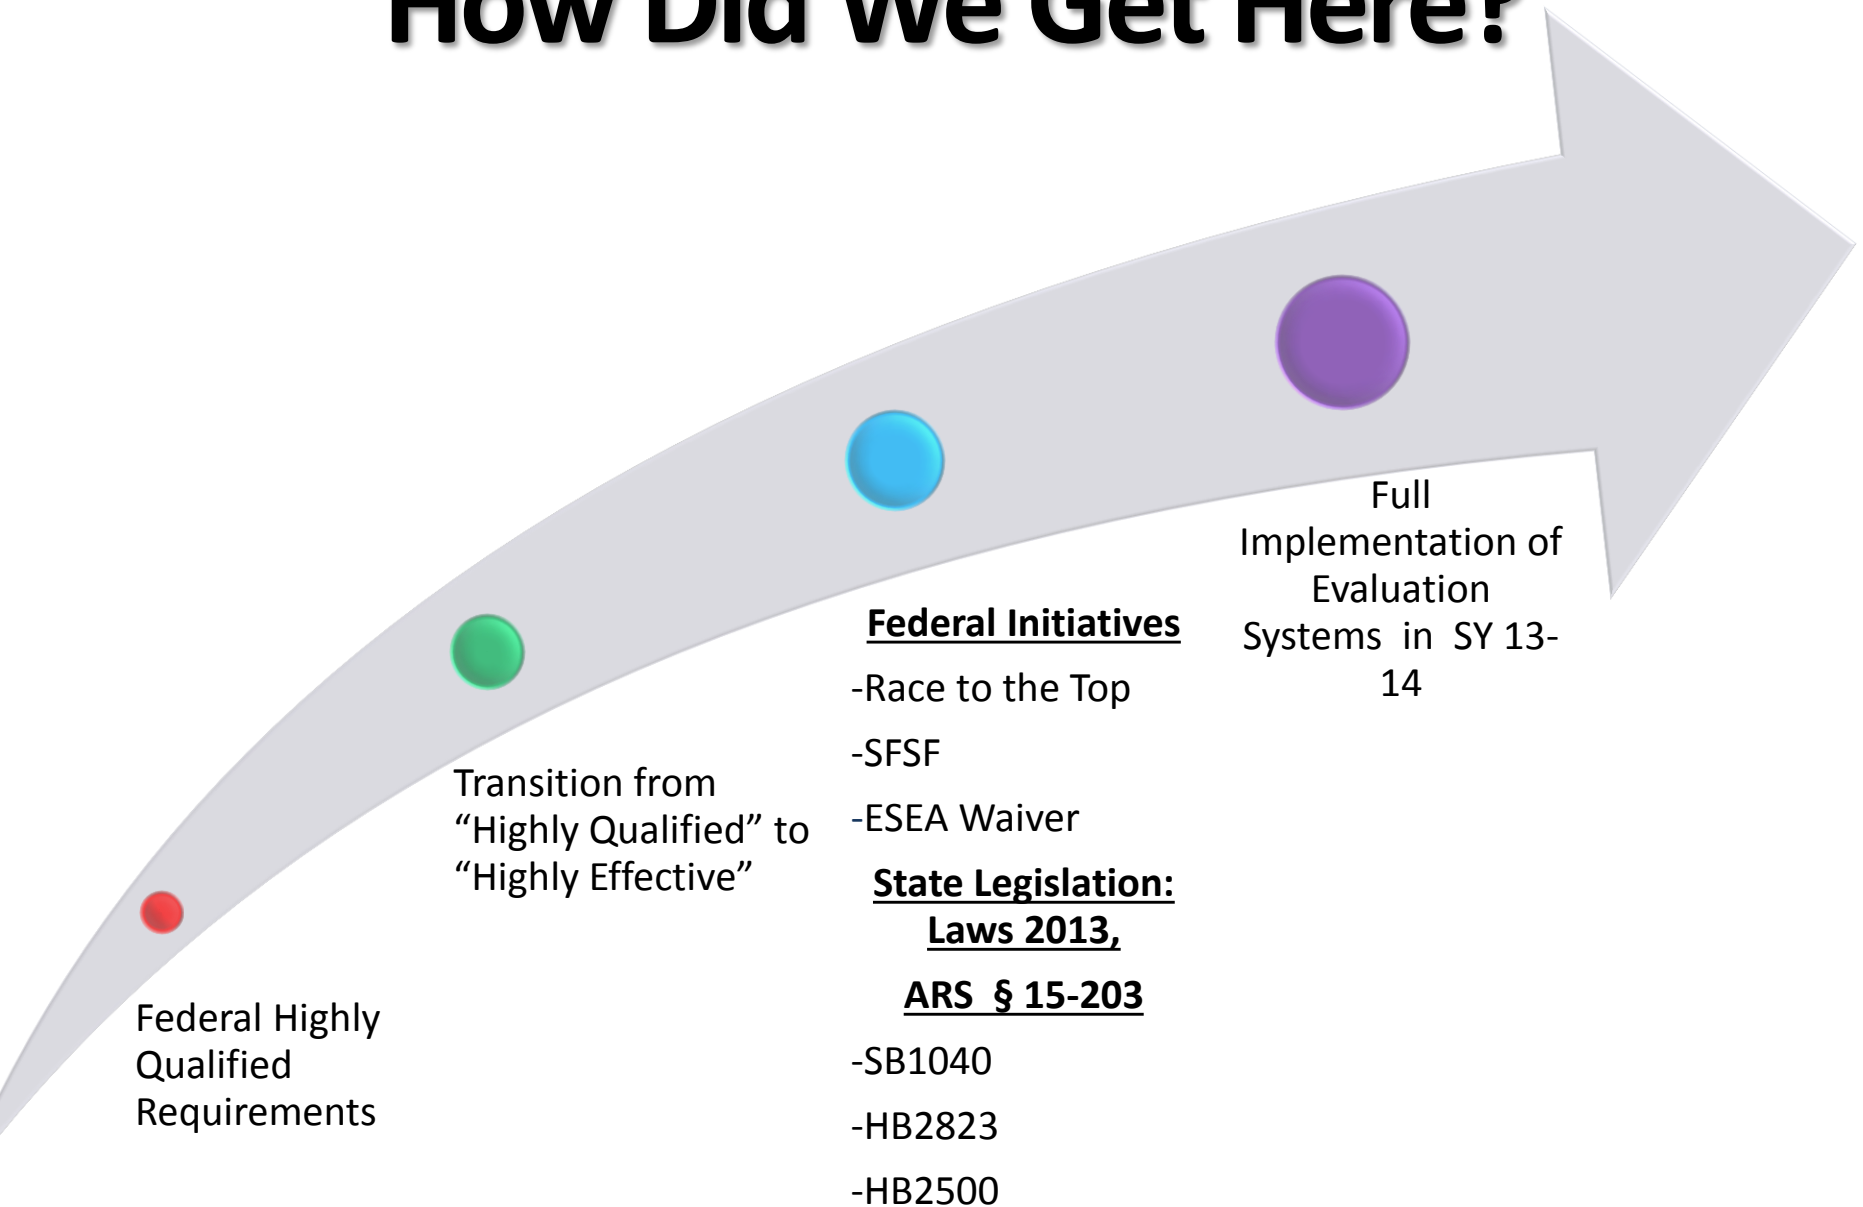 How Did We Get Here?
Federal Highly
Qualified
Requirements
Transition from
“Highly Qualified” to
“Highly Effective”
Federal Initiatives
-Race to the Top
-SFSF
-ESEA Waiver
State Legislation:
Laws 2013,
ARS  § 15-203
-SB1040
-HB2823
-HB2500
Full
Implementation of
Evaluation
Systems  in  SY 13-
14